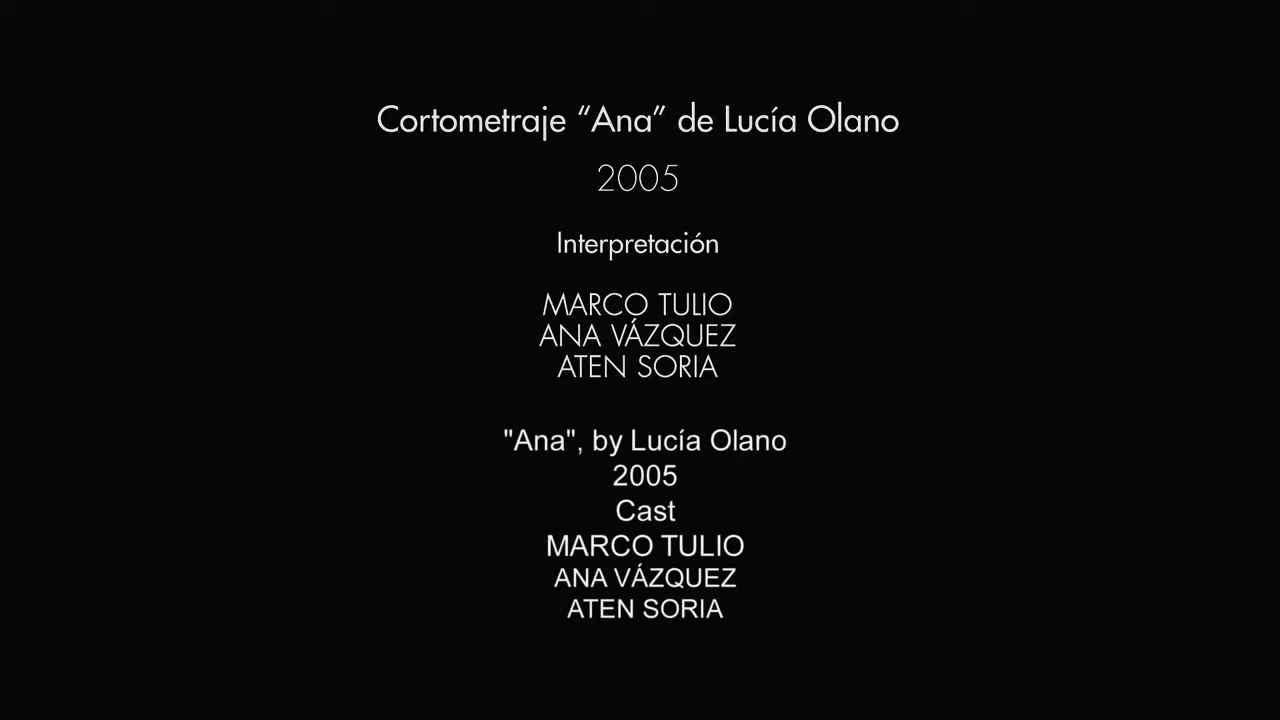 Cortometraje “Ana” de Lucía Olano
2005
Interpretación
MARCO TULIO
ANA VÁZQUEZ
ATEN SORIA
"Ana", by Lucía Olano
2005
Cast
MARCO TULIO
ANA VÁZQUEZ
ATEN SORIA